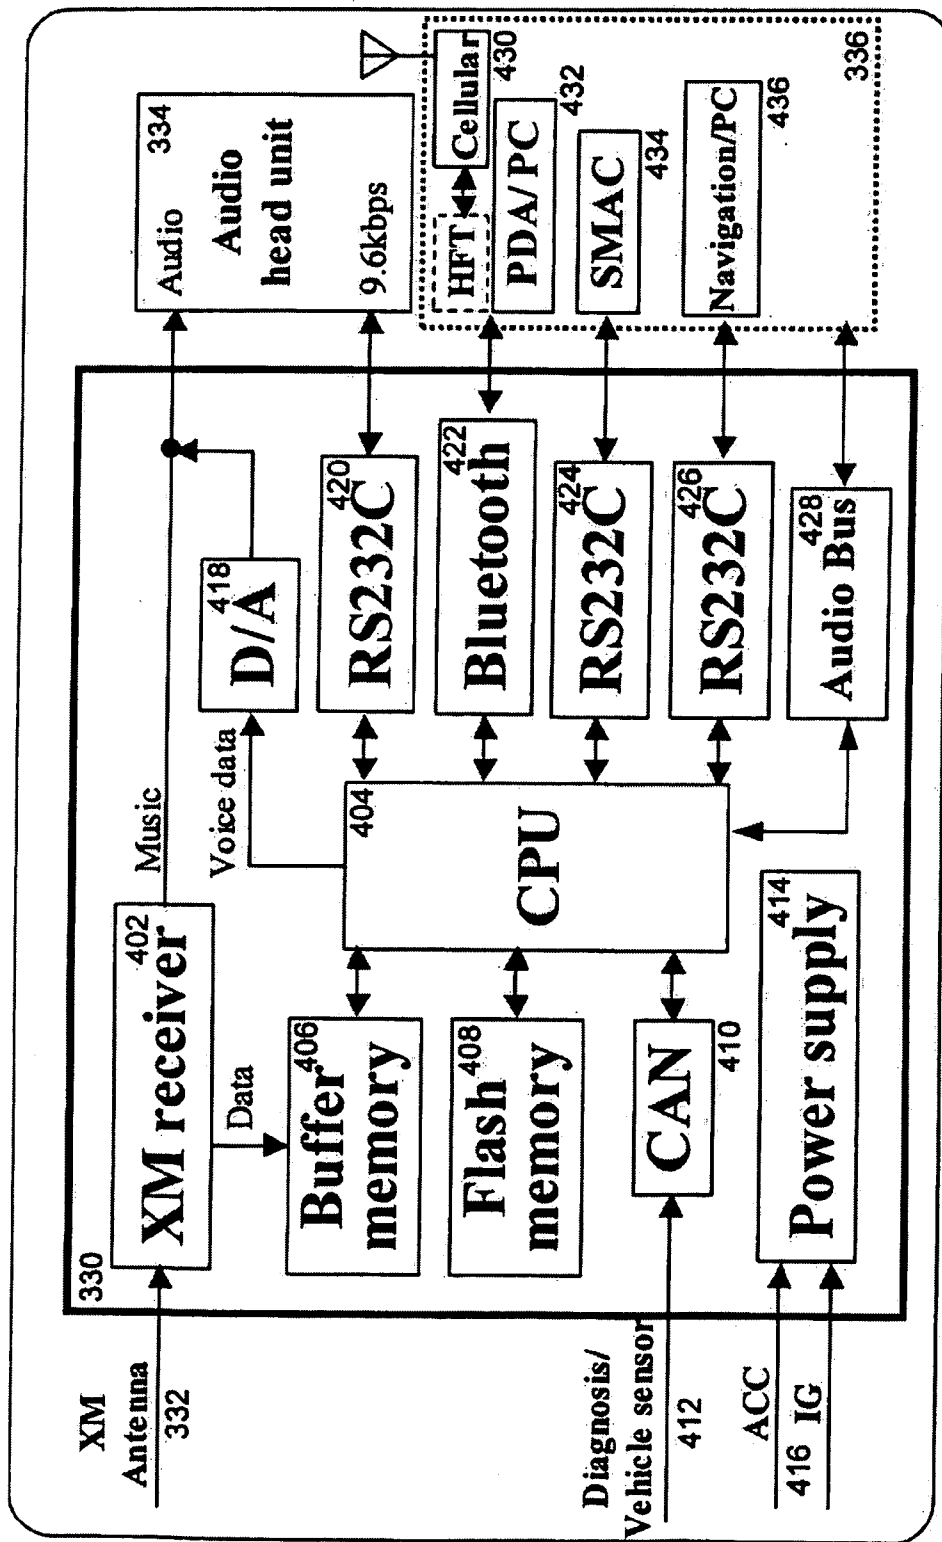 330
XM
Antenna
332
XM receiver
402
Music
Audio
334
Audio
head unit
9.6kbps
Data
Voice data
D/A
418
Buffer
memory
406
CPU
404
RS232C
420
Flash
memory
408
Bluetooth
422
HFT
Cellular
430
PDA/PC
432
Diagnosis/
Vehicle sensor
412
CAN
410
RS232C
424
SMAC
434
RS232C
426
Navigation/PC
436
ACC
416
IG
Power supply
414
Audio Bus
428
336